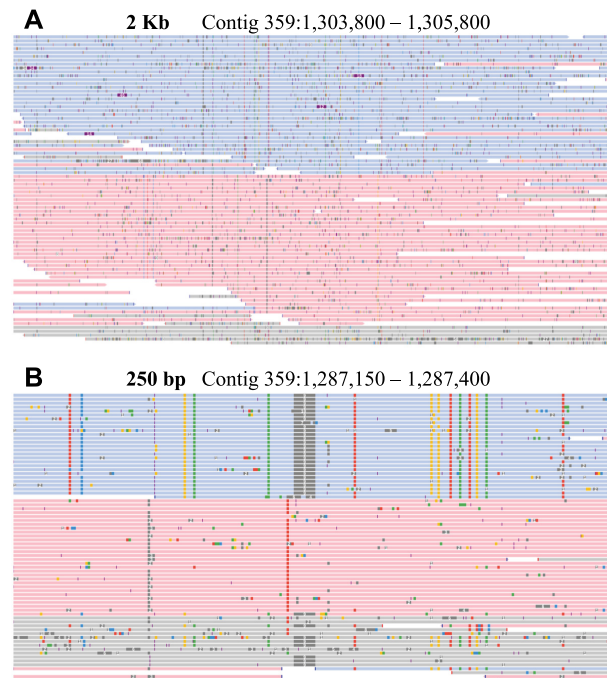 A 2 Kb Contig 359:1,303,800 – 1,305,800
B 250 bp Contig 359:1,287,150 – 1,287,400